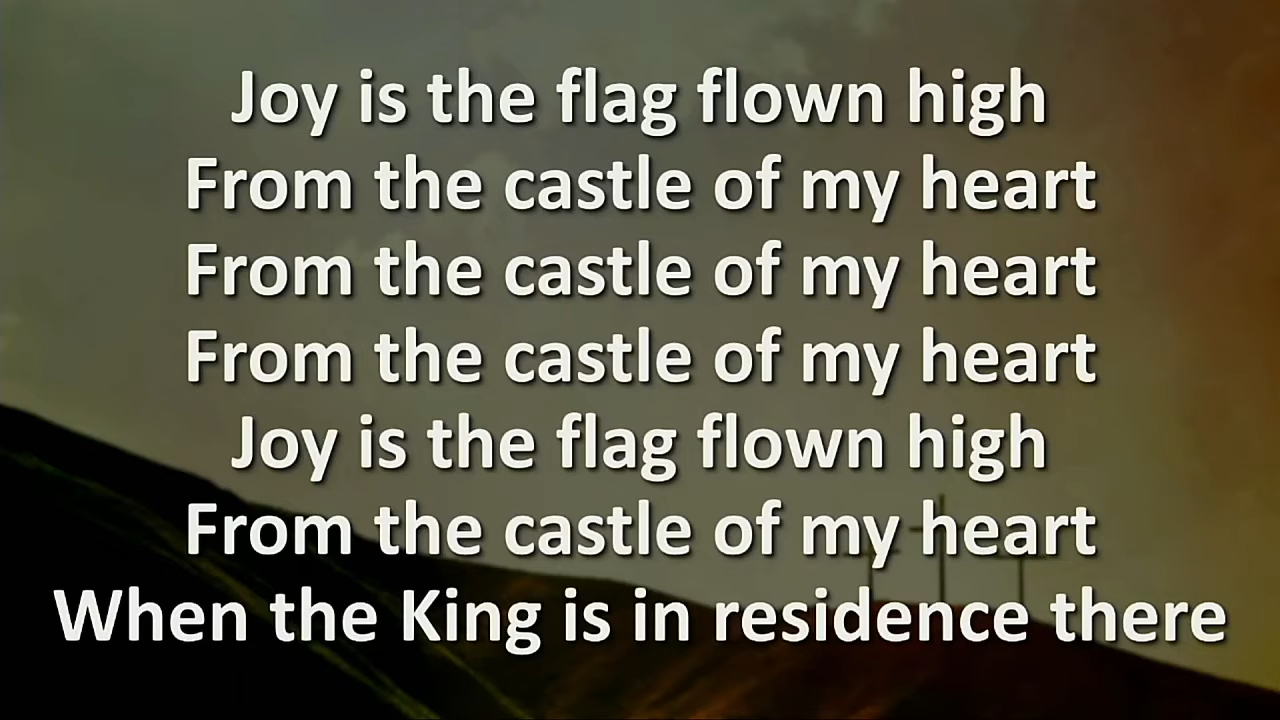 Joy is the flag flown high
From the castle of my heart
From the castle of my heart
From the castle of my heart
Joy is the flag flown high
From the castle of my heart
When the King is in residence there